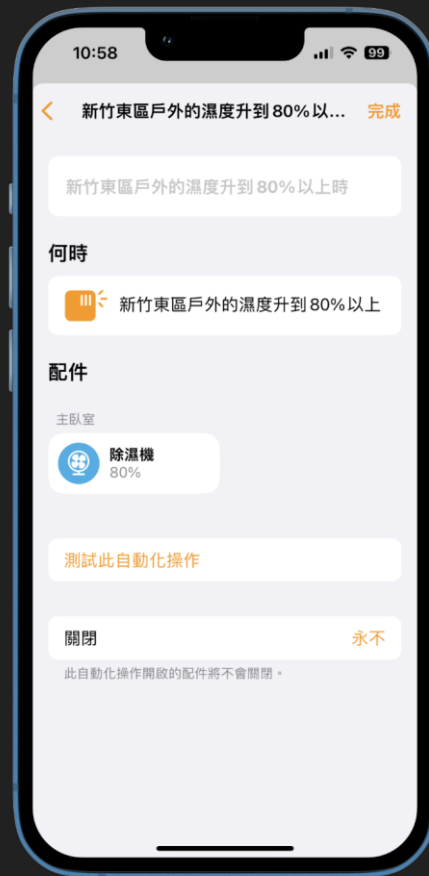 10:58
99
新竹東區戶外的濕度升到 80% 以... 完成
新竹東區戶外的濕度升到 80% 以上時
何時
新竹東區戶外的濕度升到 80% 以上
配件
主臥室
除濕機
80%
測試此自動化操作
關閉 永不
此自動化操作開啟的配件將不會關閉。